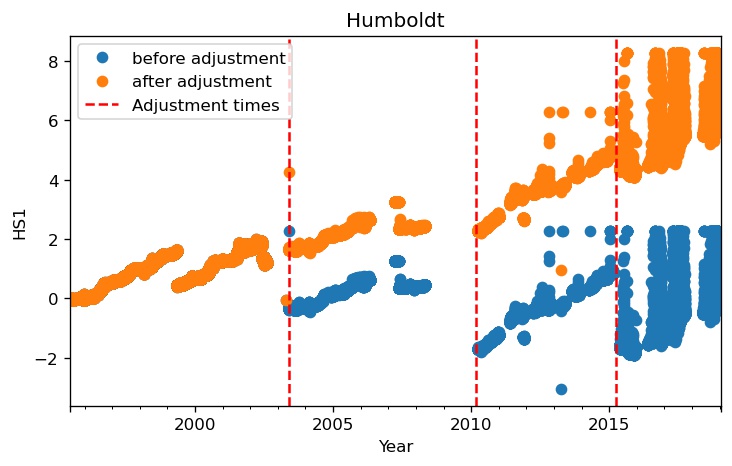 Humboldt
before adjustment
after adjustment
Adjustment times
HS1
8
6
4
2
0
−2
2000 2005 2010 2015
Year